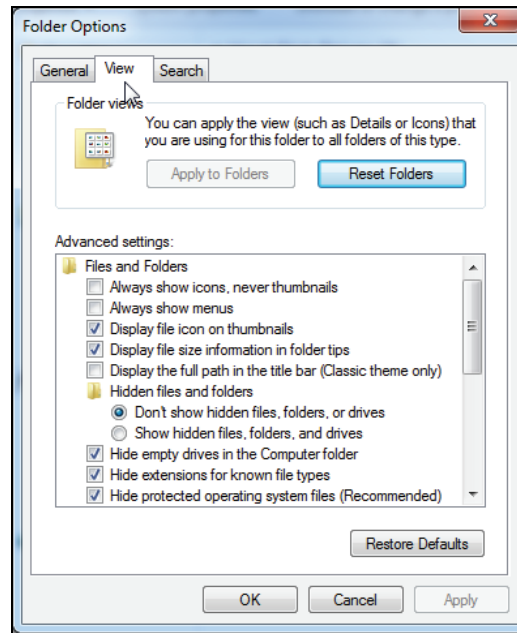 Folder Options
General View Search
Folder views
You can apply the view (such as Details or Icons) that
you are using for this folder to all folders of this type.
Apply to Folders Reset Folders
Advanced settings:
Files and Folders
Always show icons, never thumbnails
Always show menus
Display file icon on thumbnails
Display file size information in folder tips
Display the full path in the title bar (Classic theme only)
Hidden files and folders
Don't show hidden files, folders, or drives
Show hidden files, folders, and drives
Hide empty drives in the Computer folder
Hide extensions for known file types
Hide protected operating system files (Recommended)
Restore Defaults
OK Cancel Apply